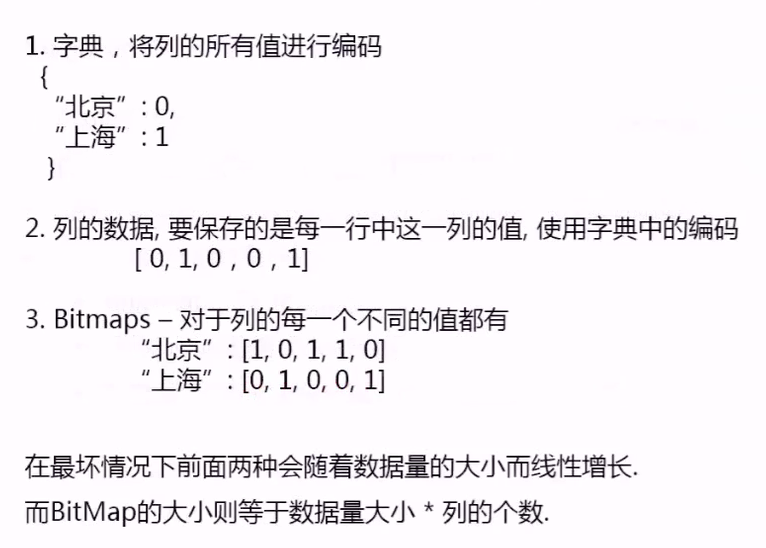 1. 字典，将列的所有值进行编码
{
“北京”: 0,
“上海”: 1
}
2. 列的数据, 要保存的是每一行中这一列的值, 使用字典中的编码
[ 0, 1, 0 , 0 , 1]
3. Bitmaps – 对于列的每一个不同的值都有
“北京”: [1, 0, 1, 1, 0]
“上海”: [0, 1, 0, 0, 1]
在最坏情况下前面两种会随着数据量的大小而线性增长.
而BitMap的大小则等于数据量大小 * 列的个数.